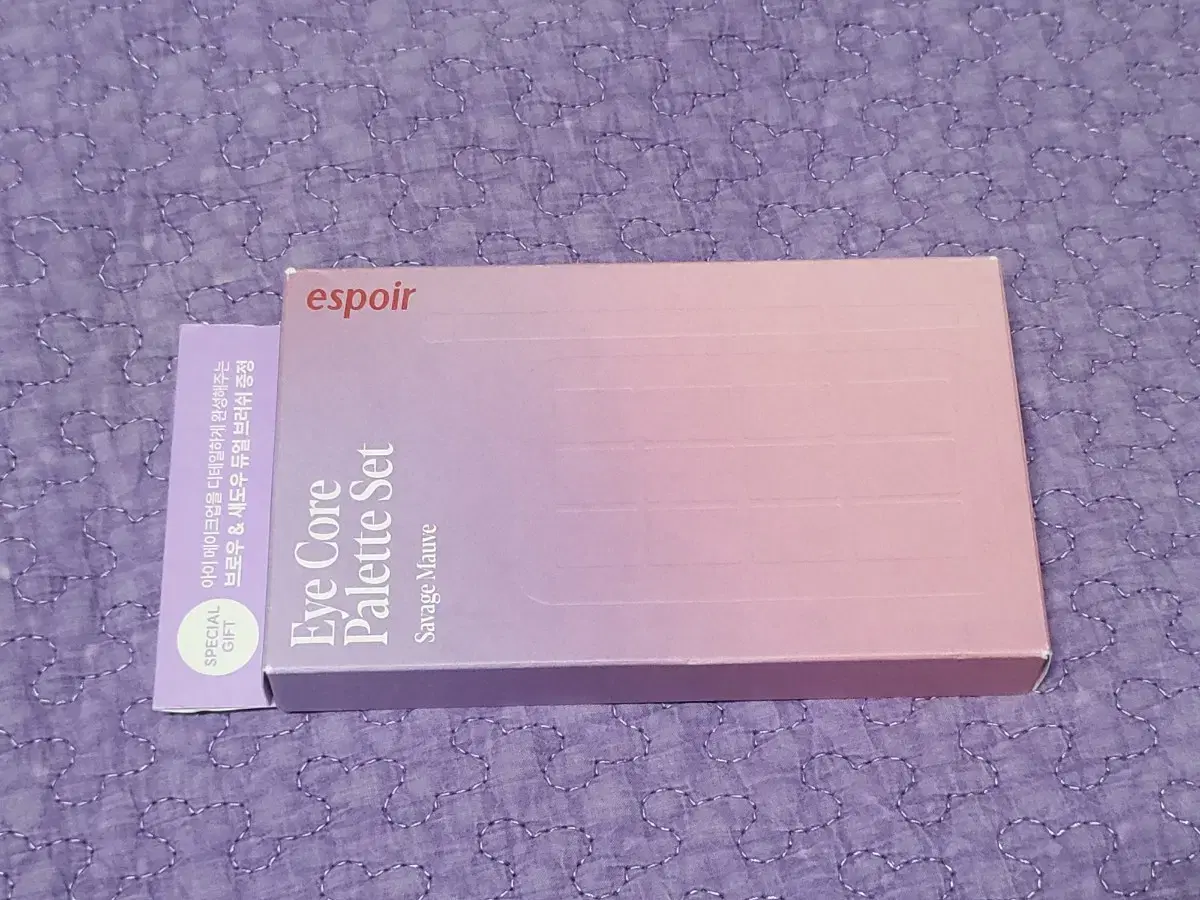 espoir
Eye Core
Palette Set
Savage Mauve
SPECIAL
GIFT
아이 메이크업을 디테일하게 완성해주는
브로우 & 섀도우 듀얼 브러쉬 증정